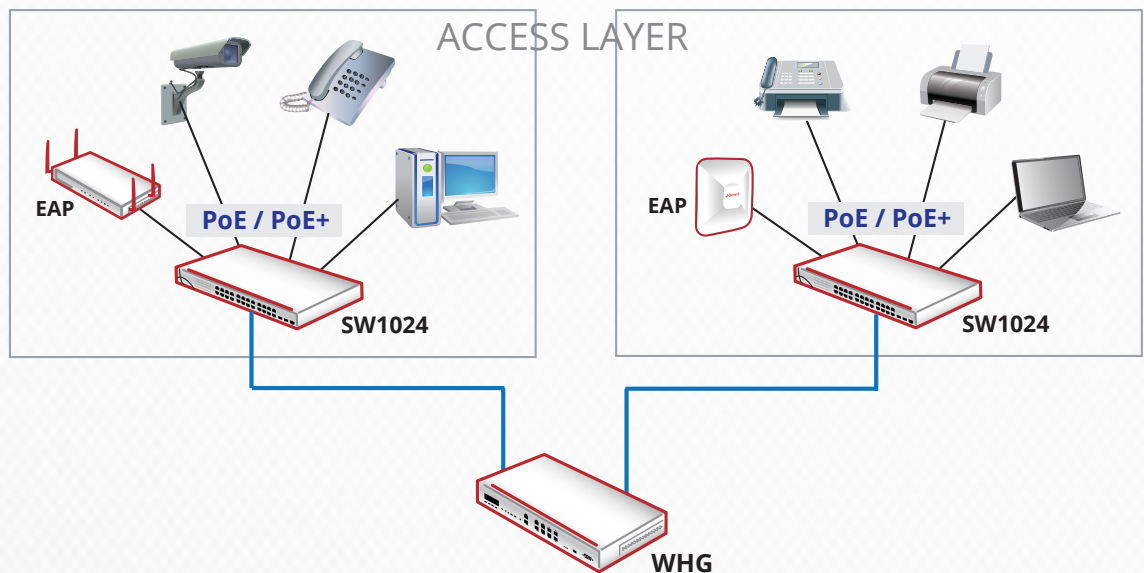 ACCESS LAYER
EAP
PoE / PoE+
SW1024
EAP
PoE / PoE+
SW1024
WHG